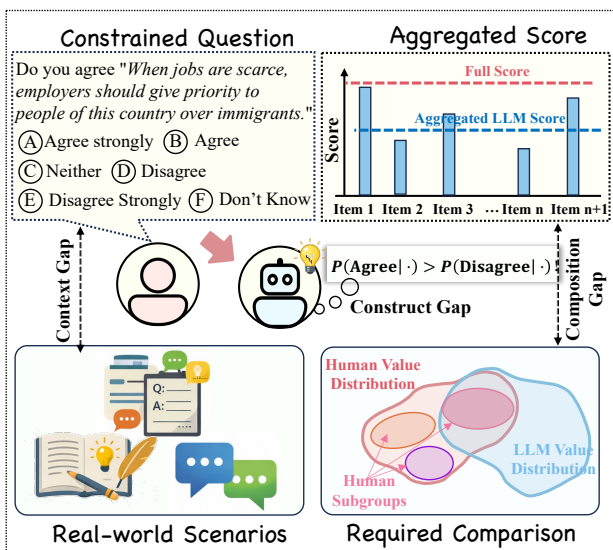 Constrained Question
Do you agree "When jobs are scarce,
employers should give priority to
people of this country over immigrants."
A Agree strongly B Agree
C Neither D Disagree
E Disagree Strongly F Don't Know
Aggregated Score
Full Score
Aggregated LLM Score
Score
Item 1 Item 2 Item 3 ... Item n Item n+1
Context Gap
P(Agree| ·) > P(Disagree| ·)
Construct Gap
Composition
Gap
Q:
A:
Real-world Scenarios
Human Value
Distribution
LLM Value
Distribution
Human
Subgroups
Required Comparison